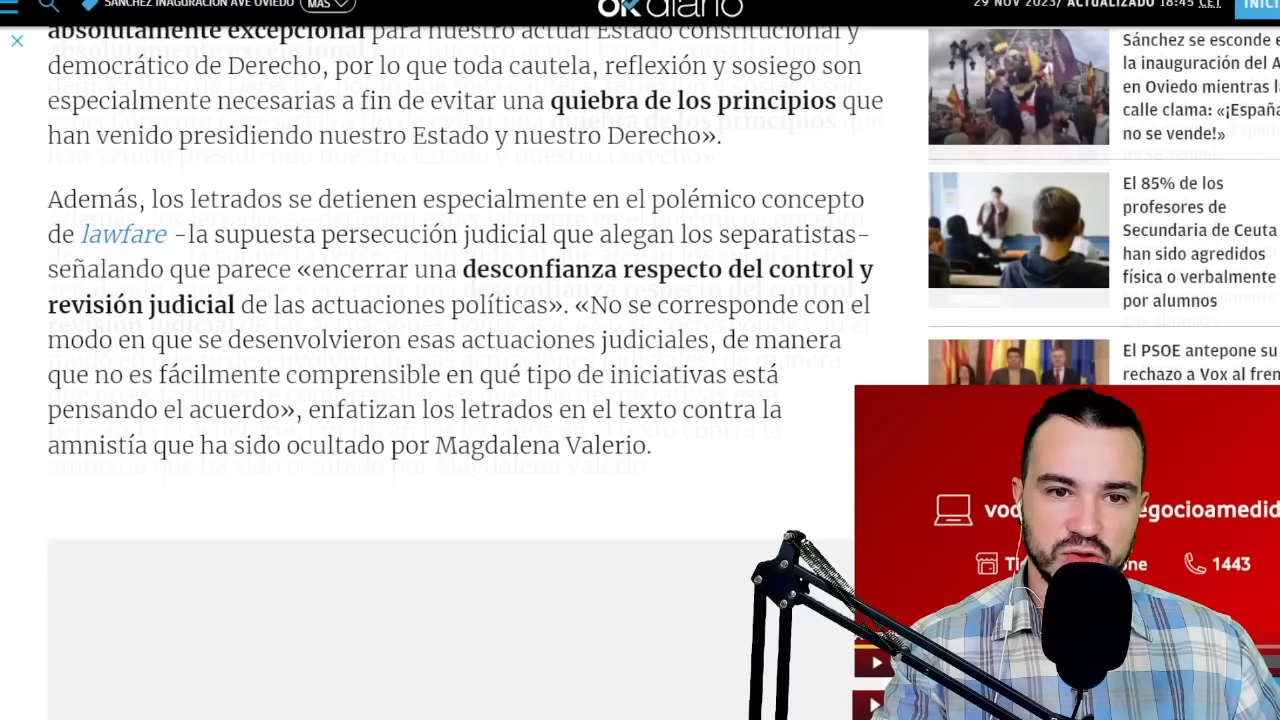 SÁNCHEZ INAGURACIÓN AVE OVIEDO
MÁS
okdiario
29 NOV 2023/ ACTUALIZADO 18:45 CET
INICI
absolutamente excepcional para nuestro actual Estado constitucional y
democrático de Derecho, por lo que toda cautela, reflexión y sosiego son
especialmente necesarias a fin de evitar una quiebra de los principios que
han venido presidiendo nuestro Estado y nuestro Derecho».
Además, los letrados se detienen especialmente en el polémico concepto
de lawfare -la supuesta persecución judicial que alegan los separatistas-
señalando que parece «encerrar una desconfianza respecto del control y
revisión judicial de las actuaciones políticas». «No se corresponde con el
modo en que se desenvolvieron esas actuaciones judiciales, de manera
que no es fácilmente comprensible en qué tipo de iniciativas está
pensando el acuerdo», enfatizan los letrados en el texto contra la
amnistía que ha sido ocultado por Magdalena Valerio.
Sánchez se esconde e
la inauguración del A
en Oviedo mientras la
calle clama: «¡España
no se vende!»
El 85% de los
profesores de
Secundaria de Ceuta
han sido agredidos
física o verbalmente
por alumnos
El PSOE antepone su
rechazo a Vox al fren
vod egocioamedid
Ti ne 1443